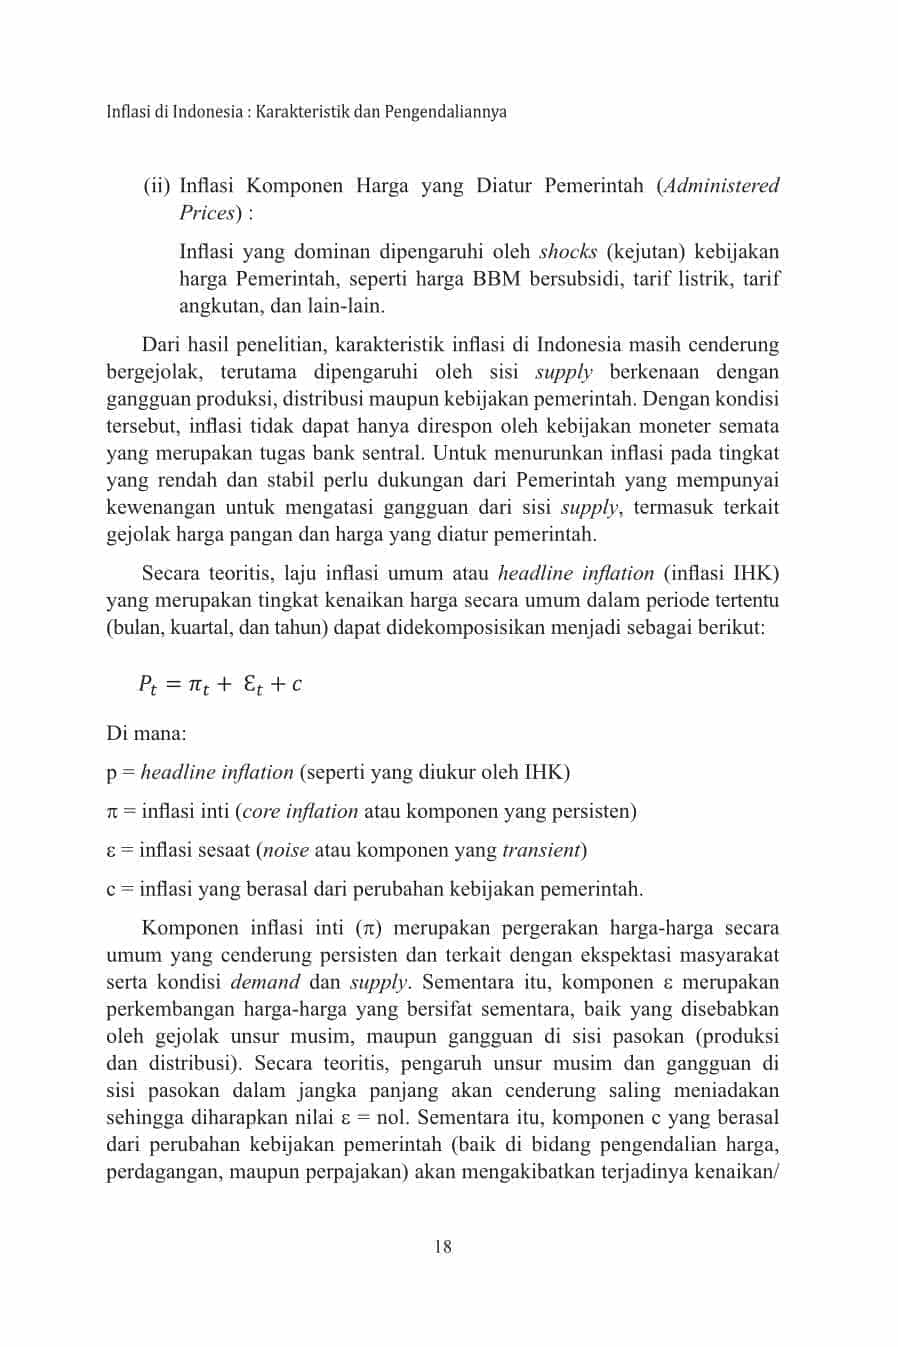 Inflasi di Indonesia : Karakteristik dan Pengendaliannya
(ii) Inflasi Komponen Harga yang Diatur Pemerintah (Administered
Prices) :
Inflasi yang dominan dipengaruhi oleh shocks (kejutan) kebijakan
harga Pemerintah, seperti harga BBM bersubsidi, tarif listrik, tarif
angkutan, dan lain-lain.
Dari hasil penelitian, karakteristik inflasi di Indonesia masih cenderung
bergejolak, terutama dipengaruhi oleh sisi supply berkenaan dengan
gangguan produksi, distribusi maupun kebijakan pemerintah. Dengan kondisi
tersebut, inflasi tidak dapat hanya direspon oleh kebijakan moneter semata
yang merupakan tugas bank sentral. Untuk menurunkan inflasi pada tingkat
yang rendah dan stabil perlu dukungan dari Pemerintah yang mempunyai
kewenangan untuk mengatasi gangguan dari sisi supply, termasuk terkait
gejolak harga pangan dan harga yang diatur pemerintah.
Secara teoritis, laju inflasi umum atau headline inflation (inflasi IHK)
yang merupakan tingkat kenaikan harga secara umum dalam periode tertentu
(bulan, kuartal, dan tahun) dapat didekomposisikan menjadi sebagai berikut:
Pt = πt + Ɛt + c
Di mana:
p = headline inflation (seperti yang diukur oleh IHK)
π = inflasi inti (core inflation atau komponen yang persisten)
ε = inflasi sesaat (noise atau komponen yang transient)
c = inflasi yang berasal dari perubahan kebijakan pemerintah.
Komponen inflasi inti (π) merupakan pergerakan harga-harga secara
umum yang cenderung persisten dan terkait dengan ekspektasi masyarakat
serta kondisi demand dan supply. Sementara itu, komponen ε merupakan
perkembangan harga-harga yang bersifat sementara, baik yang disebabkan
oleh gejolak unsur musim, maupun gangguan di sisi pasokan (produksi
dan distribusi). Secara teoritis, pengaruh unsur musim dan gangguan di
sisi pasokan dalam jangka panjang akan cenderung saling meniadakan
sehingga diharapkan nilai ε = nol. Sementara itu, komponen c yang berasal
dari perubahan kebijakan pemerintah (baik di bidang pengendalian harga,
perdagangan, maupun perpajakan) akan mengakibatkan terjadinya kenaikan/
18